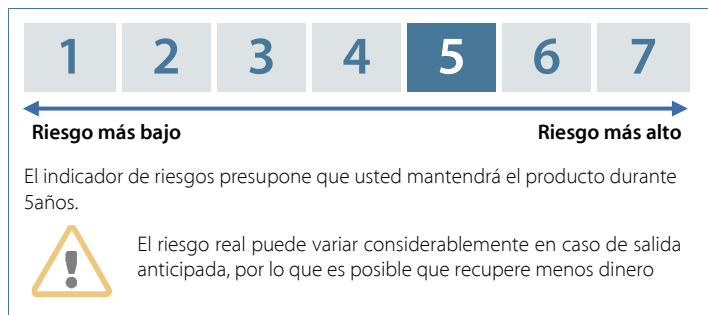 1 2 3 4 5 6 7
Riesgo más bajo Riesgo más alto
El indicador de riesgos presupone que usted mantendrá el producto durante
5años.
El riesgo real puede variar considerablemente en caso de salida
anticipada, por lo que es posible que recupere menos dinero